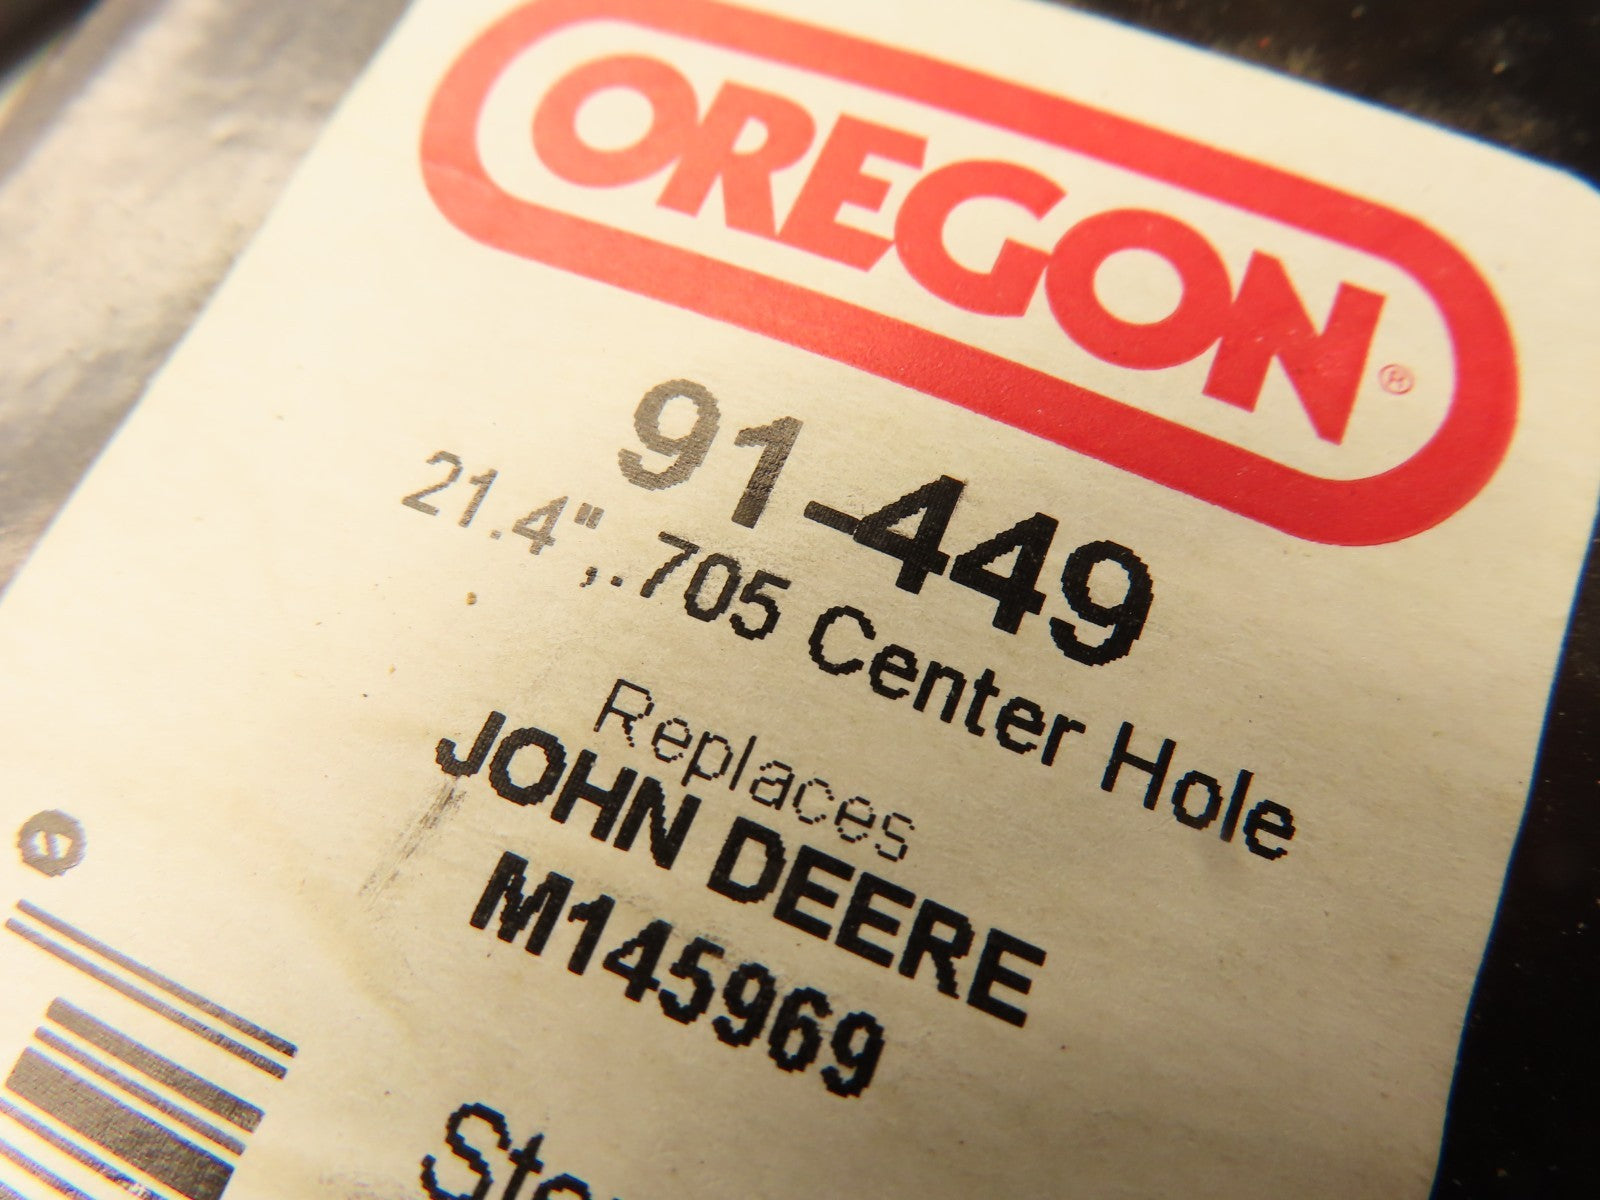 OREGON®
91-449
21.4",.705 Center Hole
Replaces
JOHN DEERE
M145969